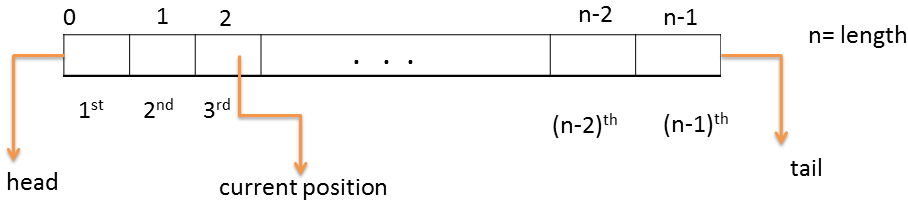 0 1 2 n-2 n-1
n= length
. . .
1st 2nd 3rd (n-2)th (n-1)th
head current position tail